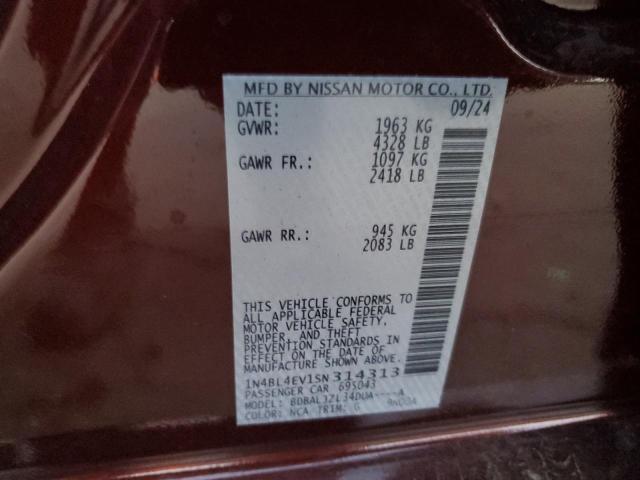 MFD BY NISSAN MOTOR CO., LTD.
DATE: 09/24
GVWR: 1963 KG
4328 LB
GAWR FR.: 1097 KG
2418 LB
GAWR RR.: 945 KG
2083 LB
THIS VEHICLE CONFORMS TO
ALL APPLICABLE FEDERAL
MOTOR VEHICLE SAFETY,
BUMPER, AND THEFT
PREVENTION STANDARDS IN
EFFECT ON THE DATE OF
MANUFACTURE SHOWN ABOVE.
1N4BL4EV1SN314313
PASSENGER CAR 695043
MODEL: BDBALJZL34DUA----A
COLOR: NCA TRIM: G